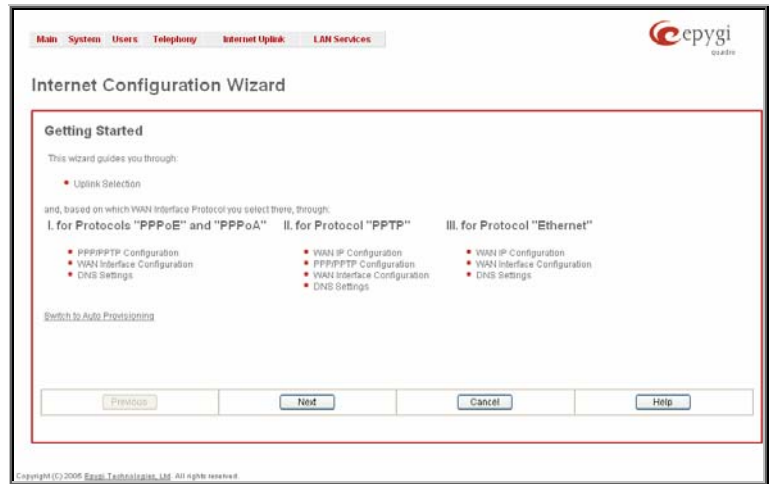 Main System Users Telephony Internet Uplink LAN Services
epygi
quadro
Internet Configuration Wizard
Getting Started
This wizard guides you through:
Uplink Selection
and, based on which WAN Interface Protocol you select there, through:
I. for Protocols "PPPoE" and "PPPoA"
PPP/PPTP Configuration
WAN Interface Configuration
DNS Settings
II. for Protocol "PPTP"
WAN IP Configuration
PPP/PPTP Configuration
WAN Interface Configuration
DNS Settings
III. for Protocol "Ethernet"
WAN IP Configuration
WAN Interface Configuration
DNS Settings
Switch to Auto Provisioning
Previous Next Cancel Help
Copyright (C) 2006 Epygi Technologies, Ltd. All rights reserved.